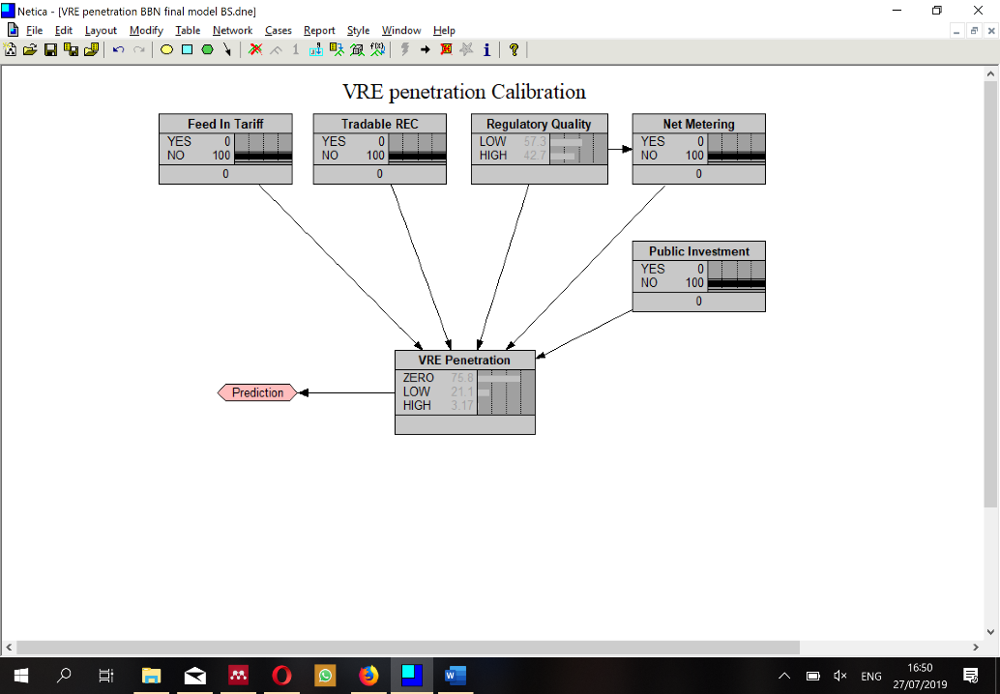 Netica - [VRE penetration BBN final model BS.dne]
File Edit Layout Modify Table Network Cases Report Style Window Help
VRE penetration Calibration
Feed In Tariff
YES 0
NO 100
0
Tradable REC
YES 0
NO 100
0
Regulatory Quality
LOW 57.3
HIGH 42.7
Net Metering
YES 0
NO 100
0
Public Investment
YES 0
NO 100
0
VRE Penetration
ZERO 75.8
LOW 21.1
HIGH 3.17
Prediction
ENG
16:50
27/07/2019